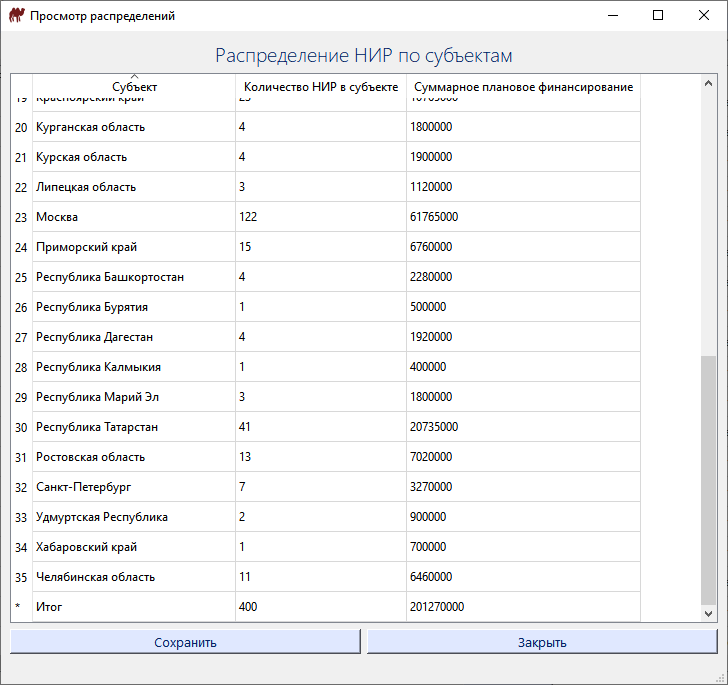 Просмотр распределений
Распределение НИР по субъектам
Субъект Количество НИР в субъекте Суммарное плановое финансирование
19 Красноярский край
20 Курганская область 4 1800000
21 Курская область 4 1900000
22 Липецкая область 3 1120000
23 Москва 122 61765000
24 Приморский край 15 6760000
25 Республика Башкортостан 4 2280000
26 Республика Бурятия 1 500000
27 Республика Дагестан 4 1920000
28 Республика Калмыкия 1 400000
29 Республика Марий Эл 3 1800000
30 Республика Татарстан 41 20735000
31 Ростовская область 13 7020000
32 Санкт-Петербург 7 3270000
33 Удмуртская Республика 2 900000
34 Хабаровский край 1 700000
35 Челябинская область 11 6460000
* Итог 400 201270000
Сохранить Закрыть